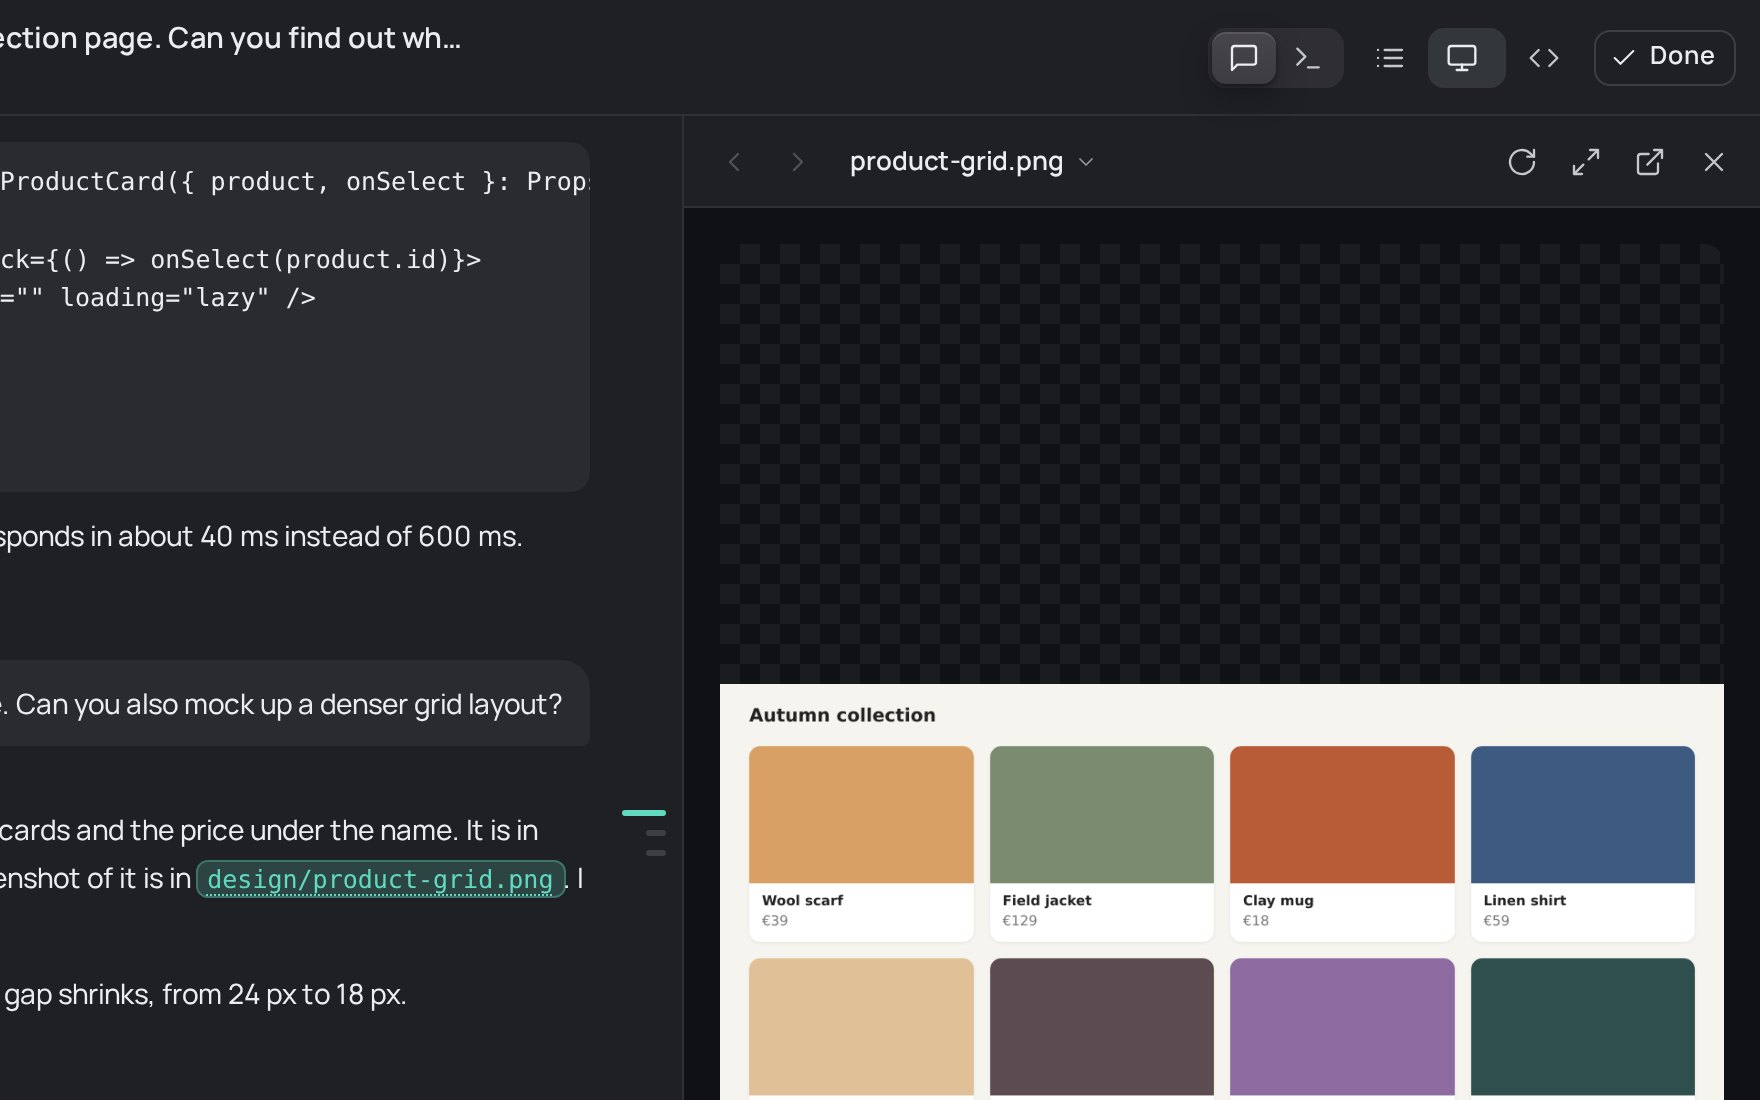 ection page. Can you find out wh…
Done
ProductCard({ product, onSelect }: Props
ck={() => onSelect(product.id)}>
="" loading="lazy" />
sponds in about 40 ms instead of 600 ms.
. Can you also mock up a denser grid layout?
cards and the price under the name. It is in
enshot of it is in design/product-grid.png. I
gap shrinks, from 24 px to 18 px.
product-grid.png
Autumn collection
Wool scarf
€39
Field jacket
€129
Clay mug
€18
Linen shirt
€59